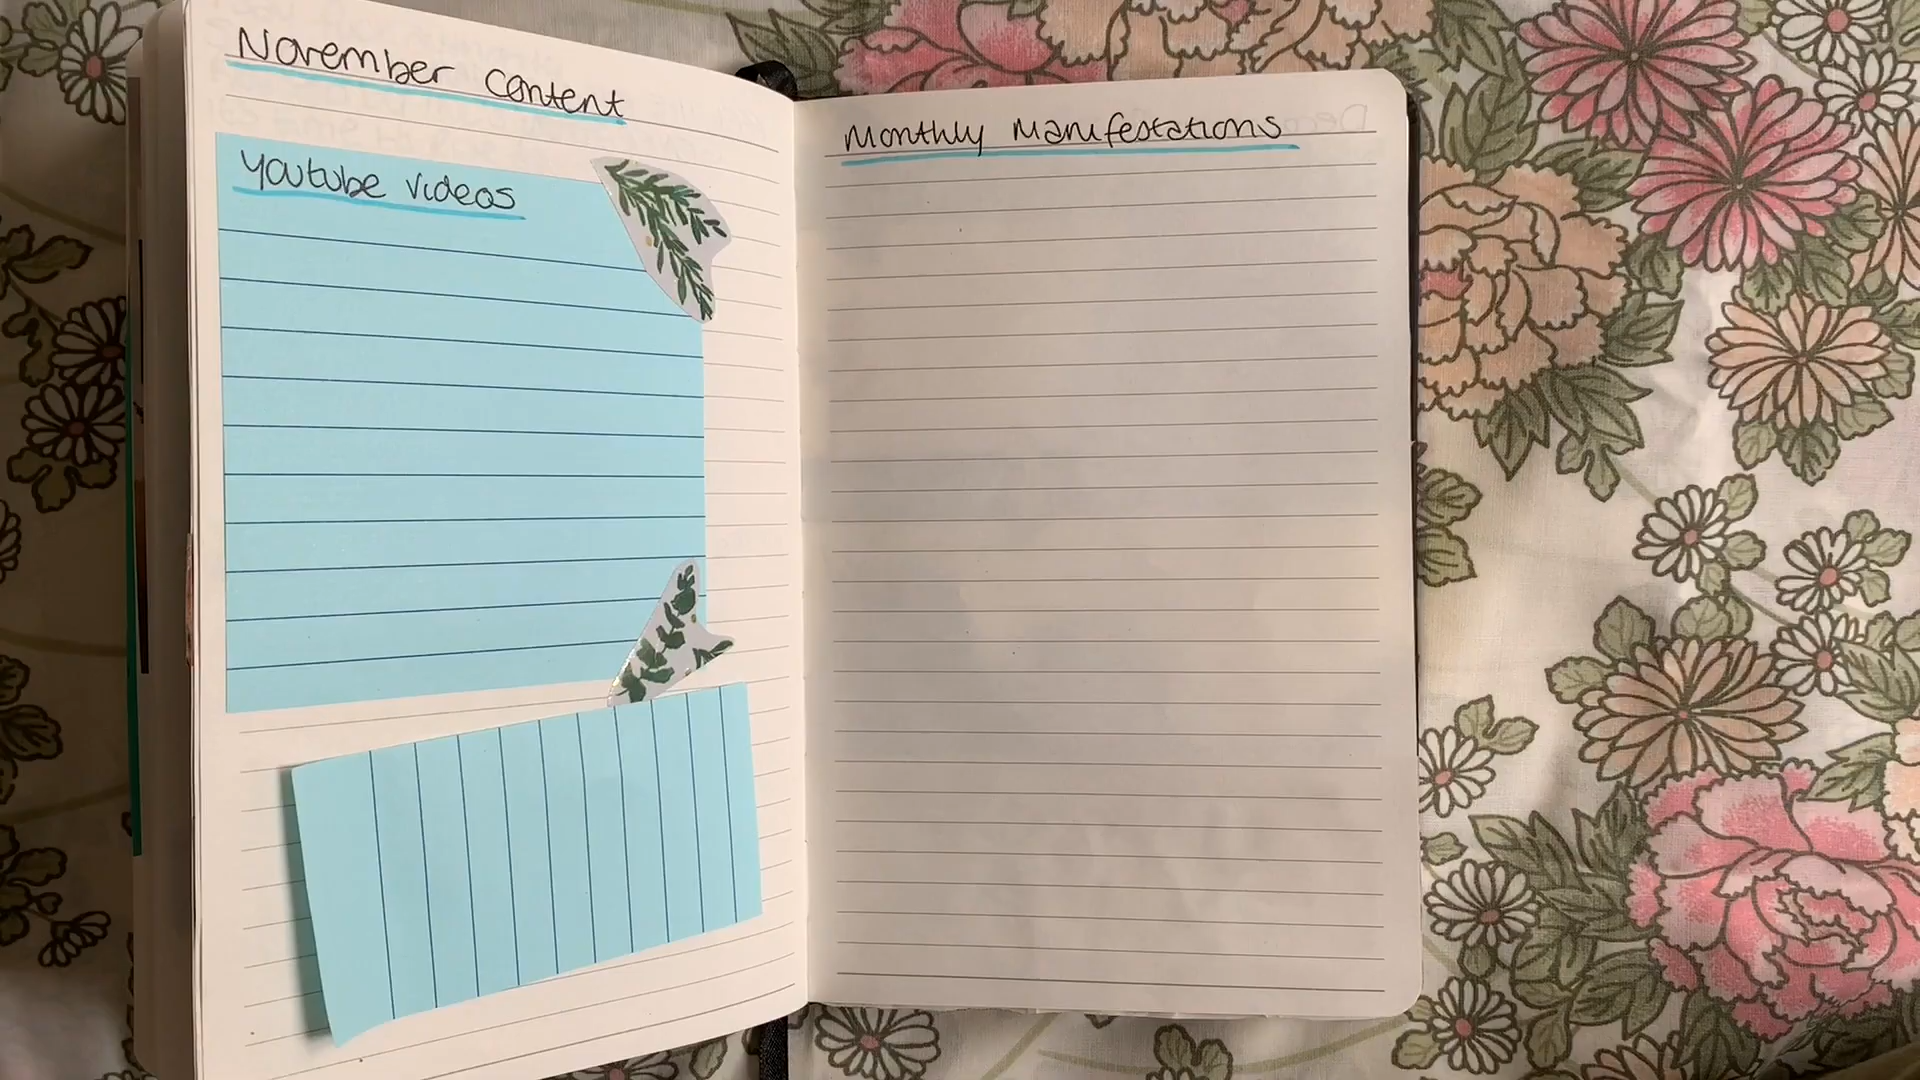 November content
Youtube videos
Monthly Manifestations